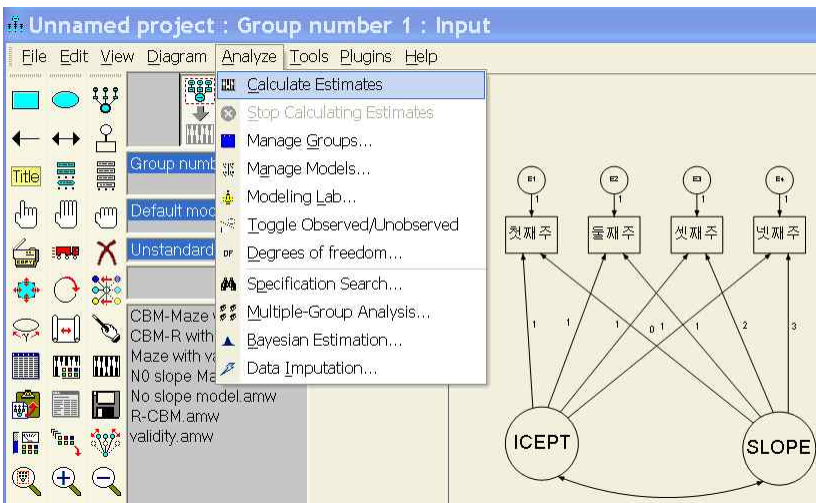 Unnamed project : Group number 1 : Input
File Edit View Diagram Analyze Tools Plugins Help
Calculate Estimates
Stop Calculating Estimates
Manage Groups...
Manage Models...
Modeling Lab...
Toggle Observed/Unobserved
DF Degrees of freedom...
Specification Search...
Multiple-Group Analysis...
Bayesian Estimation...
Data Imputation...
Title
Group numb
Default mod
Unstandard
CBM-Maze
CBM-R with
Maze with va
N0 slope Ma
No slope model.amw
R-CBM.amw
validity.amw
E1 E2 E3 E4
1 1 1 1
첫째주 둘째주 셋째주 넷째주
1 1 1 0 1 1 2 3
ICEPT SLOPE